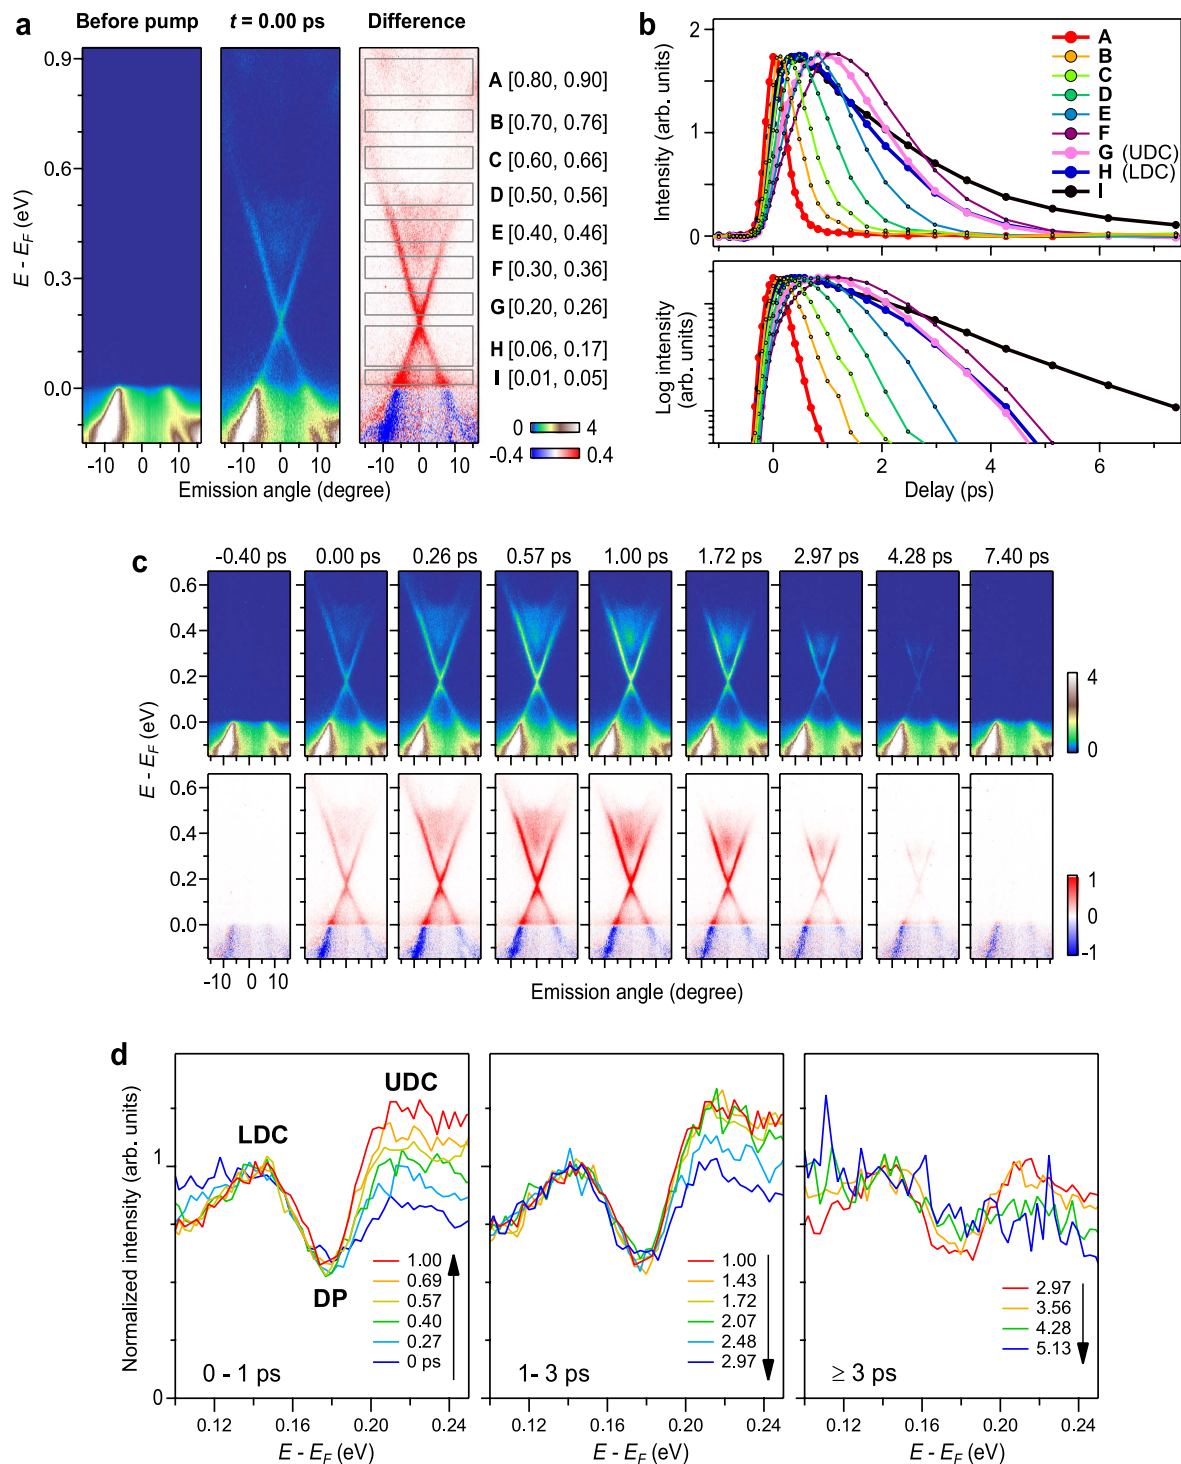 a
Before pump
t = 0.00 ps
Difference
0.9
0.6
0.3
0.0
E - E_F (eV)
A [0.80, 0.90]
B [0.70, 0.76]
C [0.60, 0.66]
D [0.50, 0.56]
E [0.40, 0.46]
F [0.30, 0.36]
G [0.20, 0.26]
H [0.06, 0.17]
I [0.01, 0.05]
0 4
-0.4 0.4
-10 0 10 -10 0 10 -10 0 10
Emission angle (degree)
b
2
1
0
Intensity (arb. units)
A
B
C
D
E
F
G (UDC)
H (LDC)
I
Log intensity
(arb. units)
0 2 4 6
Delay (ps)
c
-0.40 ps 0.00 ps 0.26 ps 0.57 ps 1.00 ps 1.72 ps 2.97 ps 4.28 ps 7.40 ps
0.6
0.4
0.2
0.0
E - E_F (eV)
4
0
0.6
0.4
0.2
0.0
1
0
-1
-10 0 10
Emission angle (degree)
d
Normalized intensity (arb. units)
1
0
LDC
UDC
DP
1.00
0.69
0.57
0.40
0.27
0 ps
0 - 1 ps
0.12 0.16 0.20 0.24
E - E_F (eV)
1.00
1.43
1.72
2.07
2.48
2.97
1- 3 ps
0.12 0.16 0.20 0.24
E - E_F (eV)
2.97
3.56
4.28
5.13
≥ 3 ps
0.12 0.16 0.20 0.24
E - E_F (eV)